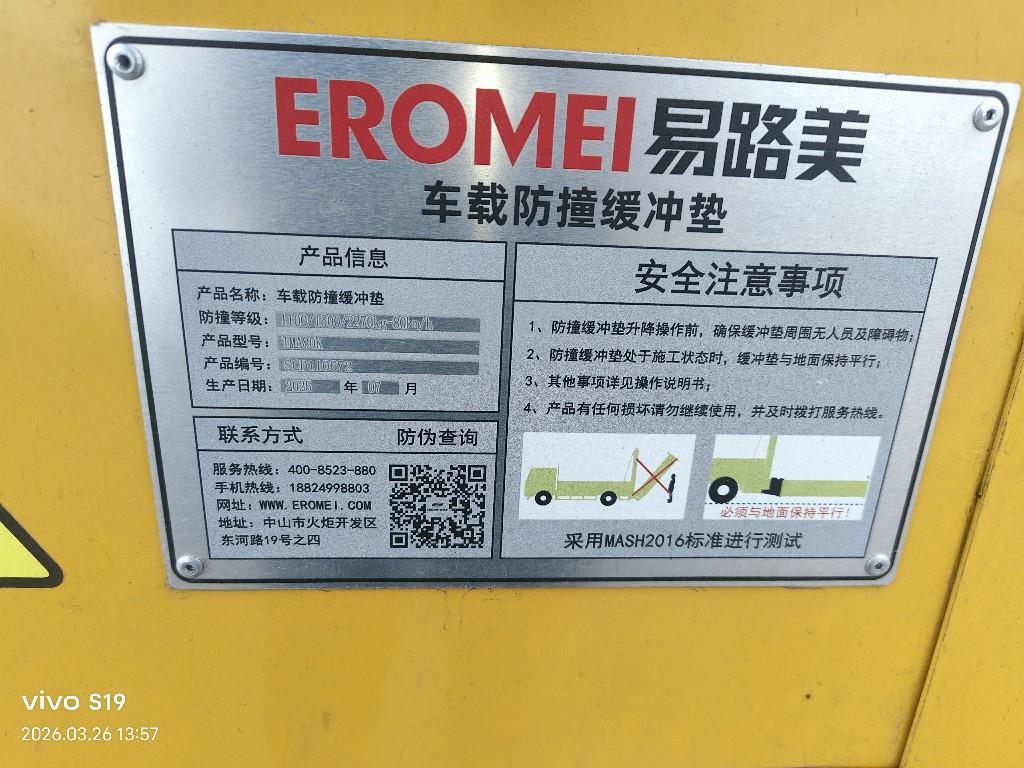 EROMEI易路美
车载防撞缓冲垫
产品信息
产品名称：车载防撞缓冲垫
防撞等级：1100/1500/2270kg-80km/h
产品型号：TMA80K
产品编号：
生产日期：2025 年 07 月
联系方式 防伪查询
服务热线：400-8523-880
手机热线：18824998803
网址：WWW.EROMEI.COM
地址：中山市火炬开发区
东河路19号之四
安全注意事项
1、防撞缓冲垫升降操作前，确保缓冲垫周围无人员及障碍物；
2、防撞缓冲垫处于施工状态时，缓冲垫与地面保持平行；
3、其他事项详见操作说明书；
4、产品有任何损坏请勿继续使用，并及时拨打服务热线。
必须与地面保持平行！
采用MASH2016标准进行测试
vivo S19
2026.03.26 13:57